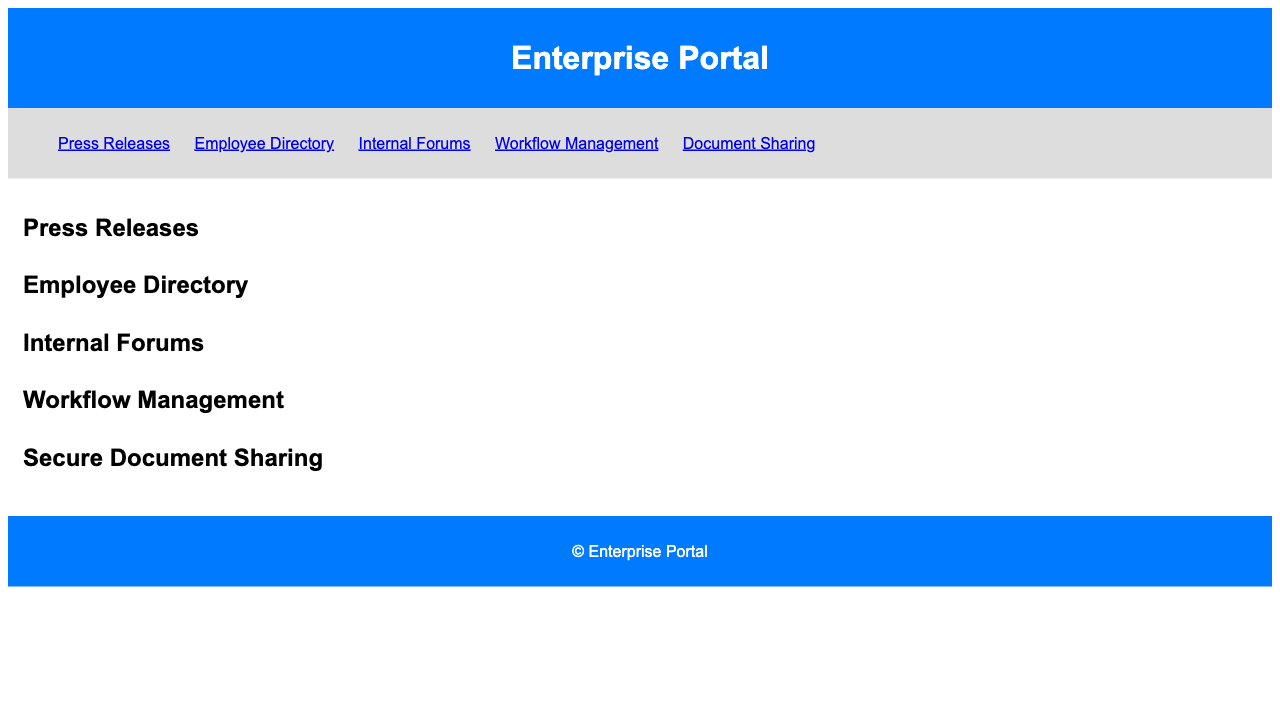 Enterprise Portal
Press Releases Employee Directory Internal Forums Workflow Management Document Sharing
Press Releases
Employee Directory
Internal Forums
Workflow Management
Secure Document Sharing
© Enterprise Portal